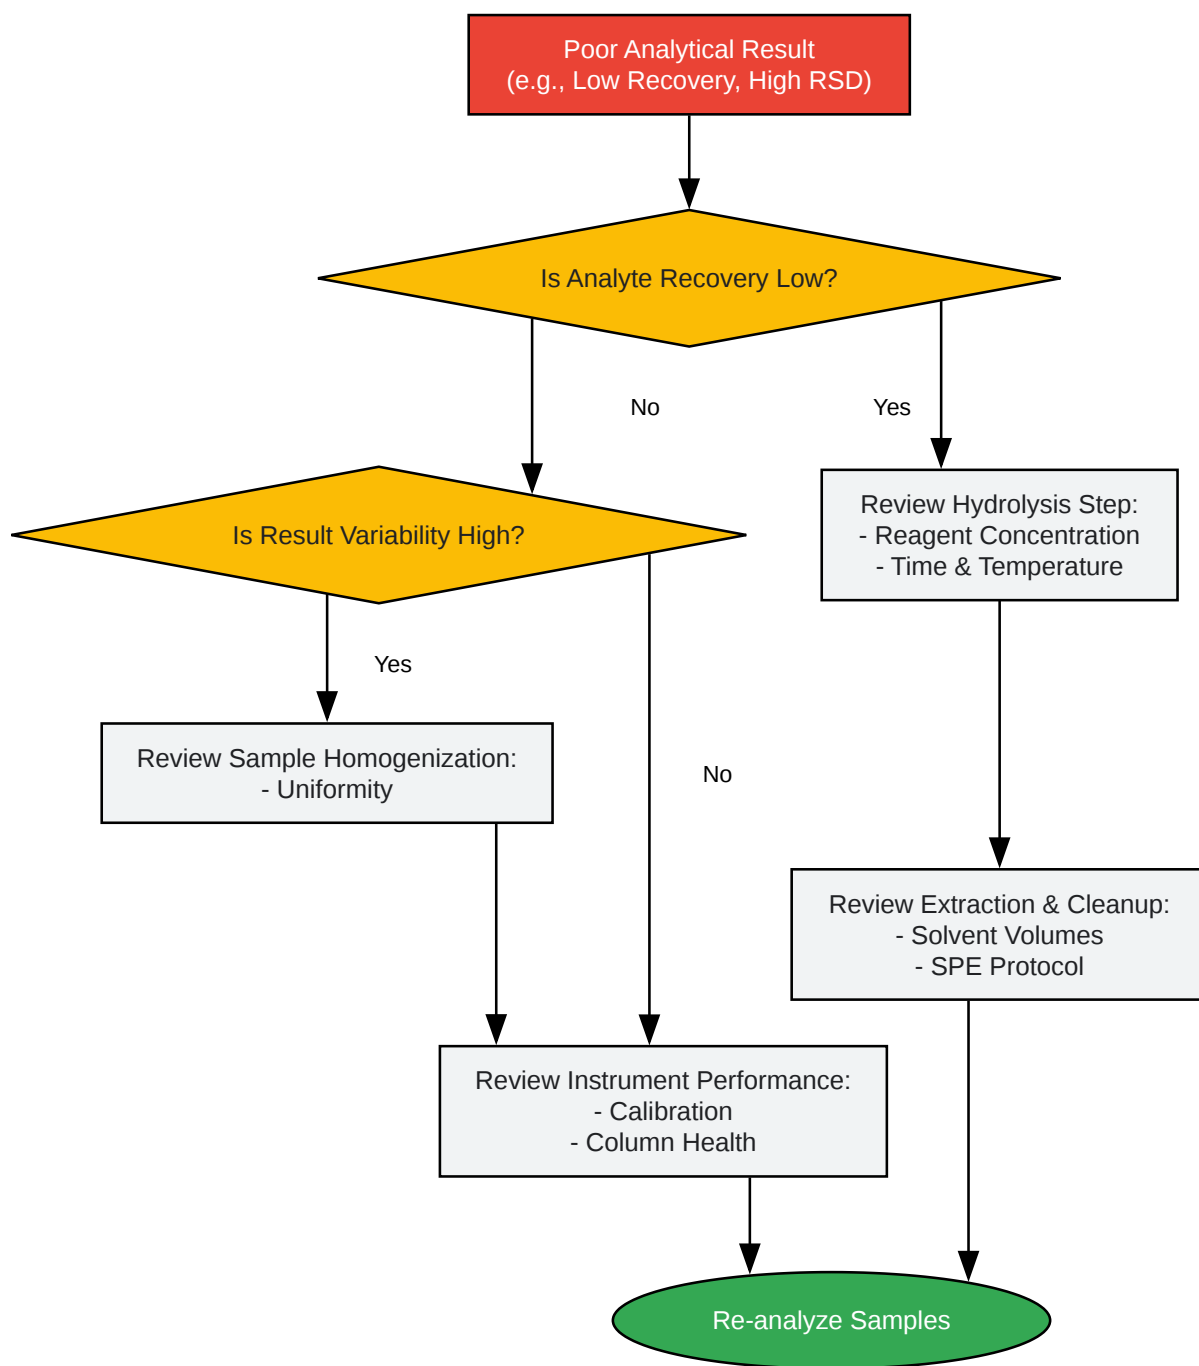 Poor Analytical Result
(e.g., Low Recovery, High RSD)
Is Analyte Recovery Low?
No
Yes
Is Result Variability High?
Review Hydrolysis Step:
- Reagent Concentration
- Time & Temperature
Yes
Review Sample Homogenization:
- Uniformity
No
Review Extraction & Cleanup:
- Solvent Volumes
- SPE Protocol
Review Instrument Performance:
- Calibration
- Column Health
Re-analyze Samples